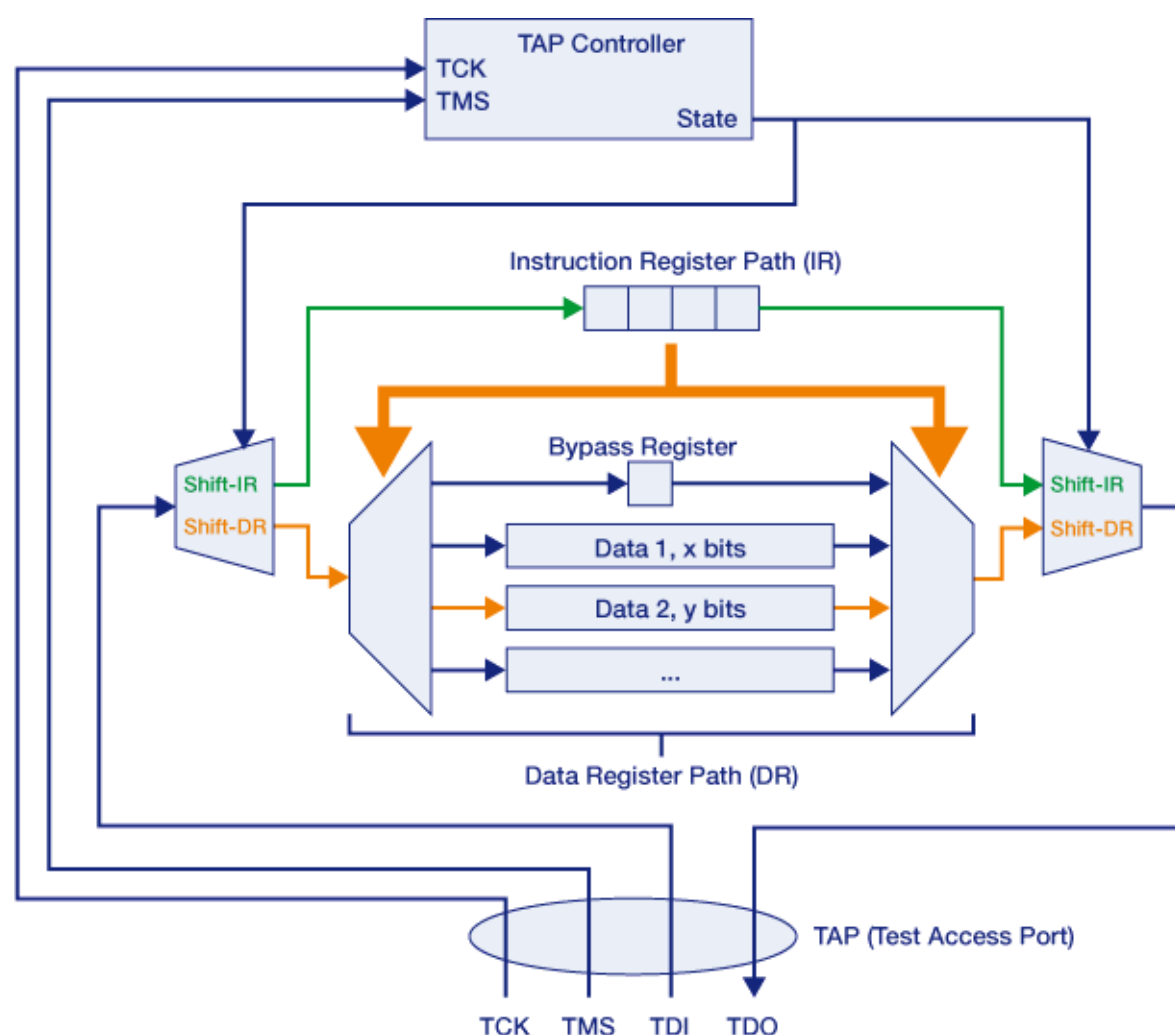 TAP Controller
TCK
TMS
State
Instruction Register Path (IR)
Bypass Register
Shift-IR
Shift-DR
Shift-IR
Shift-DR
Data 1, x bits
Data 2, y bits
...
Data Register Path (DR)
TAP (Test Access Port)
TCK TMS TDI TDO